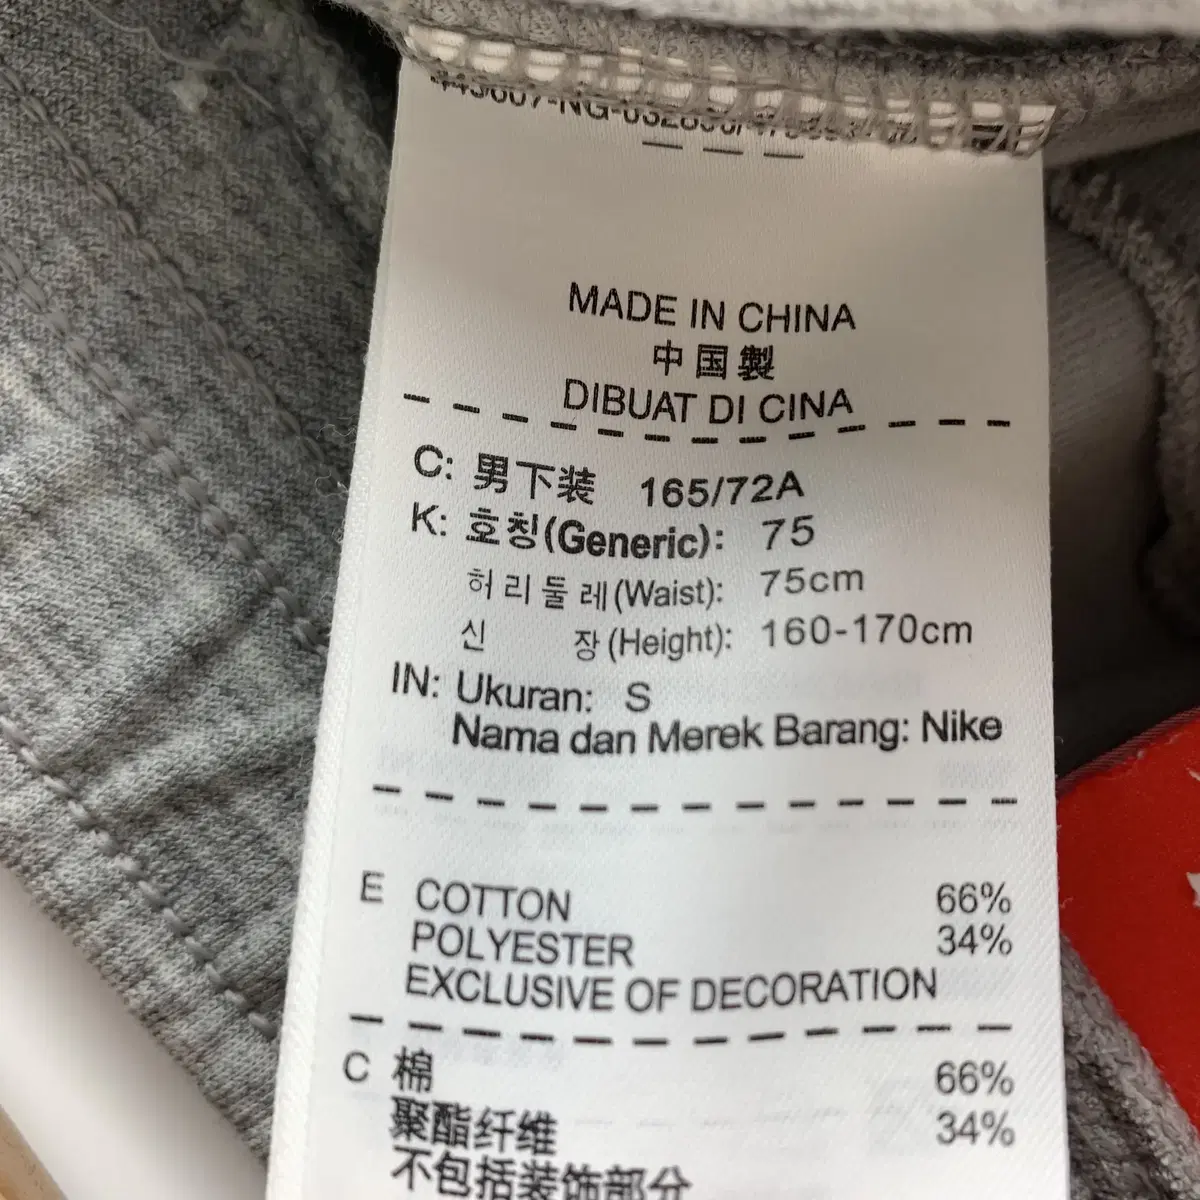 MADE IN CHINA
中国製
DIBUAT DI CINA
C: 男下装 165/72A
K: 호칭(Generic): 75
허리둘레(Waist): 75cm
신 장(Height): 160-170cm
IN: Ukuran: S
Nama dan Merek Barang: Nike
E COTTON 66%
POLYESTER 34%
EXCLUSIVE OF DECORATION
C 棉 66%
聚酯纤维 34%
不包括装饰部分